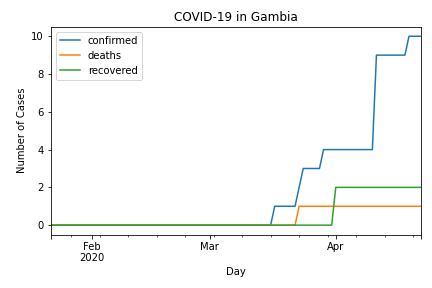 COVID-19 in Gambia
confirmed
deaths
recovered
Number of Cases
10
8
6
4
2
0
Feb
2020
Mar
Apr
Day